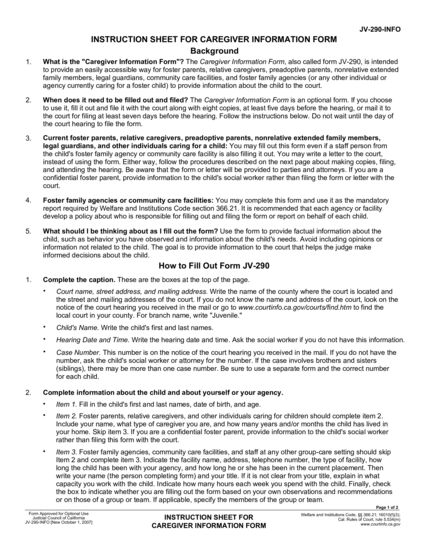 JV-290-INFO
INSTRUCTION SHEET FOR CAREGIVER INFORMATION FORM
Background
1. What is the "Caregiver Information Form"? The Caregiver Information Form, also called form JV-290, is intended
to provide an easily accessible way for foster parents, relative caregivers, preadoptive parents, nonrelative extended
family members, legal guardians, community care facilities, and foster family agencies (or any other individual or
agency currently caring for a foster child) to provide information about the child to the court.
2. When does it need to be filled out and filed? The Caregiver Information Form is an optional form. If you choose
to use it, fill it out and file it with the court along with eight copies, at least five days before the hearing, or mail it to
the court for filing at least seven days before the hearing. Follow the instructions below. Do not wait until the day of
the court hearing to file the form.
3. Current foster parents, relative caregivers, preadoptive parents, nonrelative extended family members,
legal guardians, and other individuals caring for a child: You may fill out this form even if a staff person from
the child's foster family agency or community care facility is also filling it out. You may write a letter to the court,
instead of using the form. Either way, follow the procedures described on the next page about making copies, filing,
and attending the hearing. Be aware that the form or letter will be provided to parties and attorneys. If you are a
confidential foster parent, provide information to the child's social worker rather than filing the form or letter with the
court.
4. Foster family agencies or community care facilities: You may complete this form and use it as the mandatory
report required by Welfare and Institutions Code section 366.21. It is recommended that each agency or facility
develop a policy about who is responsible for filling out and filing the form or report on behalf of each child.
5. What should I be thinking about as I fill out the form? Use the form to provide factual information about the
child, such as behavior you have observed and information about the child's needs. Avoid including opinions or
information not related to the child. The goal is to provide information to the court that helps the judge make
informed decisions about the child.
How to Fill Out Form JV-290
1. Complete the caption. These are the boxes at the top of the page.
• Court name, street address, and mailing address. Write the name of the county where the court is located and
the street and mailing addresses of the court. If you do not know the name and address of the court, look on the
notice of the court hearing you received in the mail or go to www.courtinfo.ca.gov/courts/find.htm to find the
local court in your county. For branch name, write "Juvenile."
• Child's Name. Write the child's first and last names.
• Hearing Date and Time. Write the hearing date and time. Ask the social worker if you do not have this information.
• Case Number. This number is on the notice of the court hearing you received in the mail. If you do not have the
number, ask the child's social worker or attorney for the number. If the case involves brothers and sisters
(siblings), there may be more than one case number. Be sure to use a separate form and the correct number
for each child.
2. Complete information about the child and about yourself or your agency.
• Item 1. Fill in the child's first and last names, date of birth, and age.
• Item 2. Foster parents, relative caregivers, and other individuals caring for children should complete item 2.
Include your name, what type of caregiver you are, and how many years and/or months the child has lived in
your home. Skip item 3. If you are a confidential foster parent, provide information to the child's social worker
rather than filing this form with the court.
• Item 3. Foster family agencies, community care facilities, and staff at any other group-care setting should skip
Item 2 and complete item 3. Indicate the facility name, address, telephone number, the type of facility, how
long the child has been with your agency, and how long he or she has been in the current placement. Then
write your name (the person completing form) and your title. If it is not clear from your title, explain in what
capacity you work with the child. Indicate how many hours each week you spend with the child. Finally, check
the box to indicate whether you are filling out the form based on your own observations and recommendations
or on those of a group or team. If applicable, specify the members of the group or team.
Page 1 of 2
Form Approved for Optional Use
Judicial Council of California
JV-290-INFO [New October 1, 2007]
INSTRUCTION SHEET FOR
CAREGIVER INFORMATION FORM
Welfare and Institutions Code, §§ 366.21, 16010(f)(3);
Cal. Rules of Court, rule 5.534(m)
www.courtinfo.ca.gov